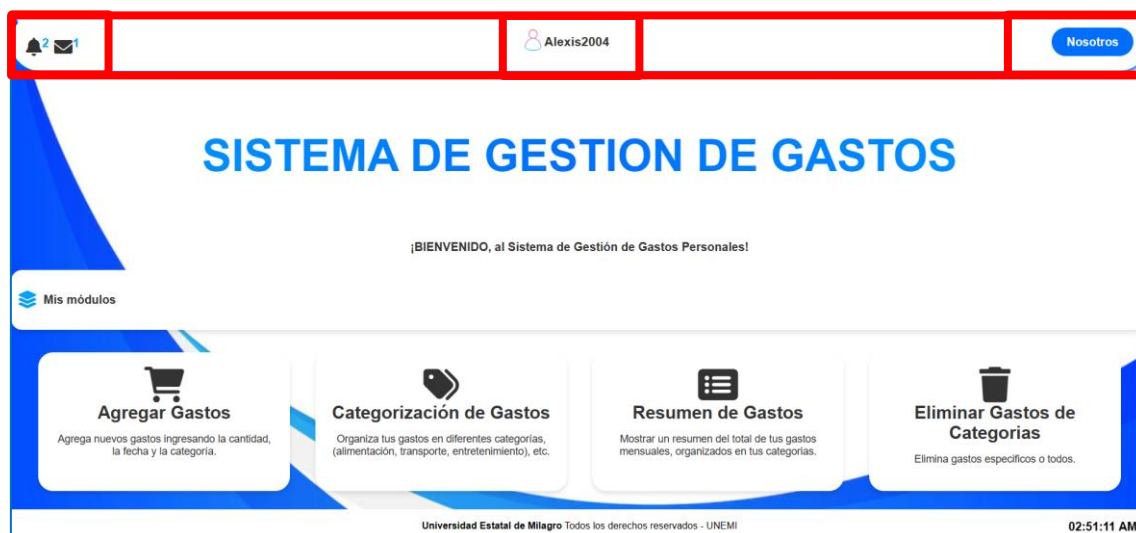 2 1
Alexis2004
Nosotros
SISTEMA DE GESTION DE GASTOS
¡BIENVENIDO, al Sistema de Gestión de Gastos Personales!
Mis módulos
Agregar Gastos
Agrega nuevos gastos ingresando la cantidad,
la fecha y la categoría.
Categorización de Gastos
Organiza tus gastos en diferentes categorías,
(alimentación, transporte, entretenimiento), etc.
Resumen de Gastos
Mostrar un resumen del total de tus gastos
mensuales, organizados en tus categorias.
Eliminar Gastos de
Categorias
Elimina gastos especificos o todos.
Universidad Estatal de Milagro Todos los derechos reservados - UNEMI
02:51:11 AM